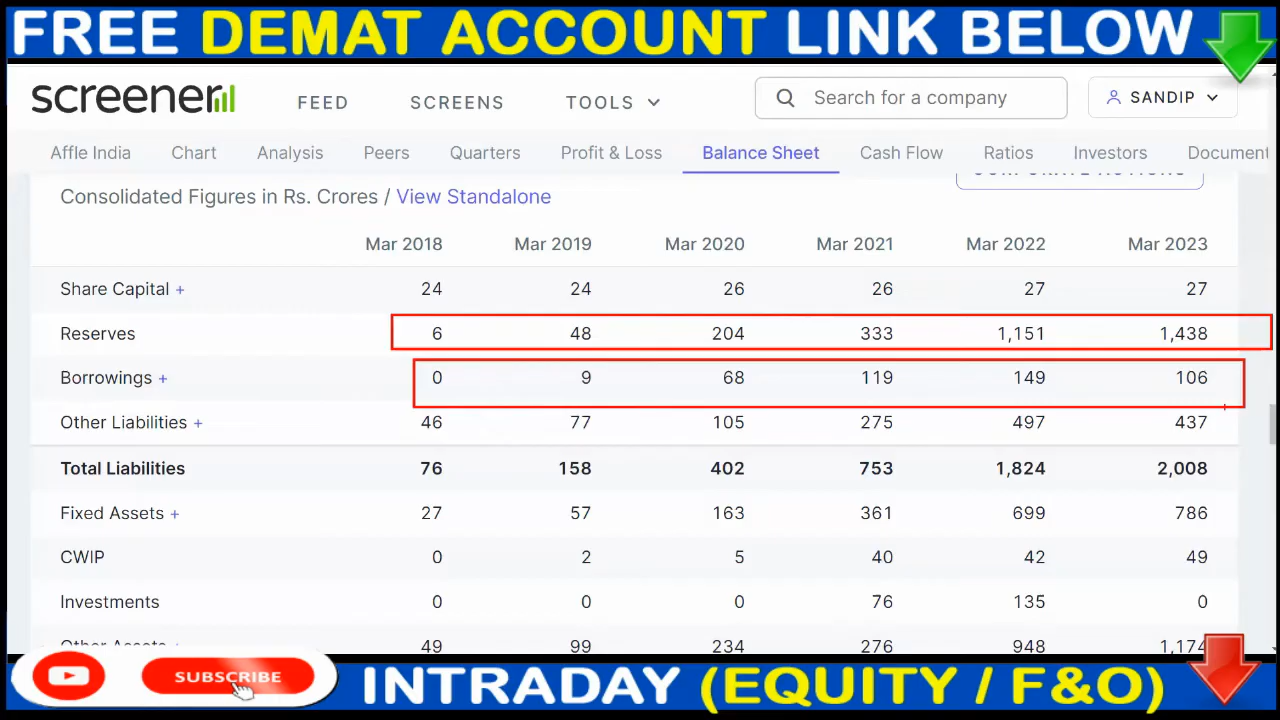 FREE DEMAT ACCOUNT LINK BELOW
screener FEED SCREENS TOOLS Search for a company SANDIP
Affle India Chart Analysis Peers Quarters Profit & Loss Balance Sheet Cash Flow Ratios Investors Document
Consolidated Figures in Rs. Crores / View Standalone CORPORATE ACTIONS
Mar 2018 Mar 2019 Mar 2020 Mar 2021 Mar 2022 Mar 2023
Share Capital + 24 24 26 26 27 27
Reserves 6 48 204 333 1,151 1,438
Borrowings + 0 9 68 119 149 106
Other Liabilities + 46 77 105 275 497 437
Total Liabilities 76 158 402 753 1,824 2,008
Fixed Assets + 27 57 163 361 699 786
CWIP 0 2 5 40 42 49
Investments 0 0 0 76 135 0
Other Assets + 49 99 234 276 948 1,174
SUBSCRIBE INTRADAY (EQUITY / F&O)